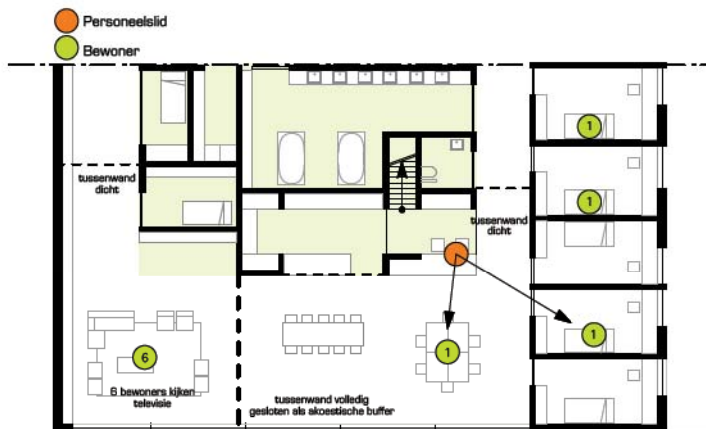 Personeelslid
Bewoner
tussenwand
dicht
1
1
tussenwand
dicht
1
1
6
6 bewoners kijken
televisie
tussenwand volledig
gesloten als akoestische buffer